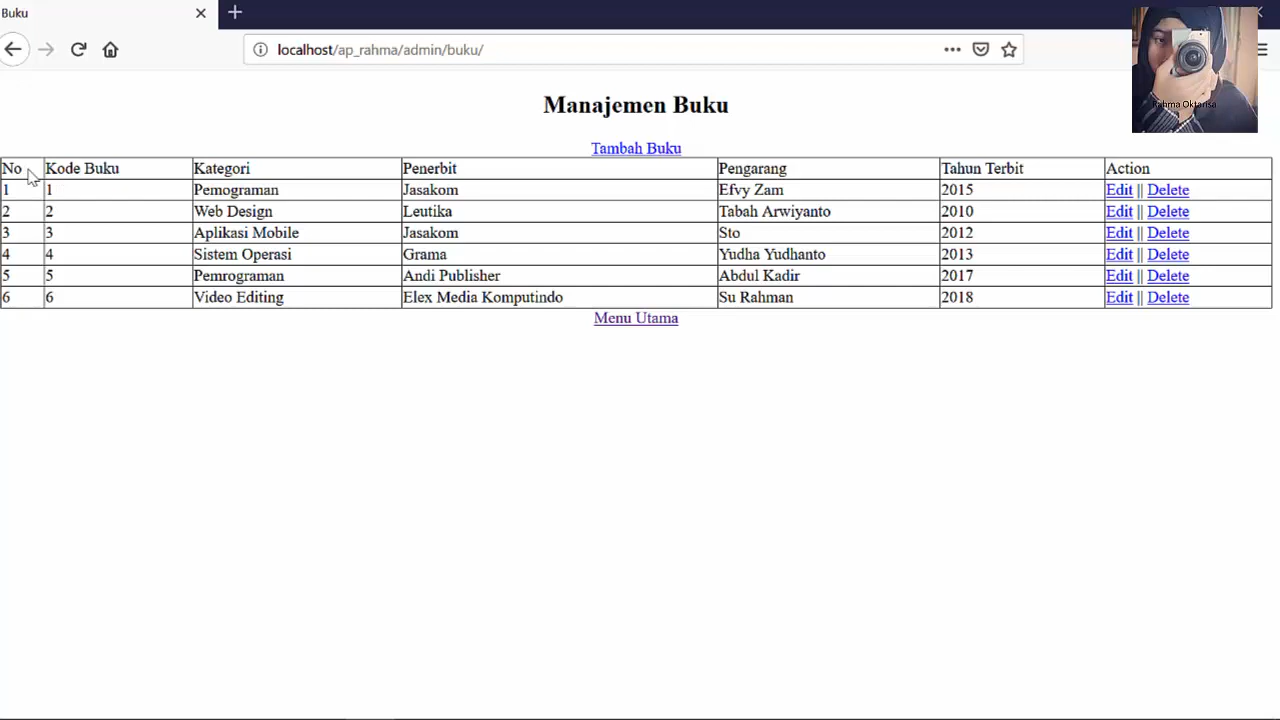 Buku
localhost/ap_rahma/admin/buku/
Rahma Oktarisa
Manajemen Buku
Tambah Buku
No Kode Buku Kategori Penerbit Pengarang Tahun Terbit Action
1 1 Pemograman Jasakom Efvy Zam 2015 Edit || Delete
2 2 Web Design Leutika Tabah Arwiyanto 2010 Edit || Delete
3 3 Aplikasi Mobile Jasakom Sto 2012 Edit || Delete
4 4 Sistem Operasi Grama Yudha Yudhanto 2013 Edit || Delete
5 5 Pemrograman Andi Publisher Abdul Kadir 2017 Edit || Delete
6 6 Video Editing Elex Media Komputindo Su Rahman 2018 Edit || Delete
Menu Utama